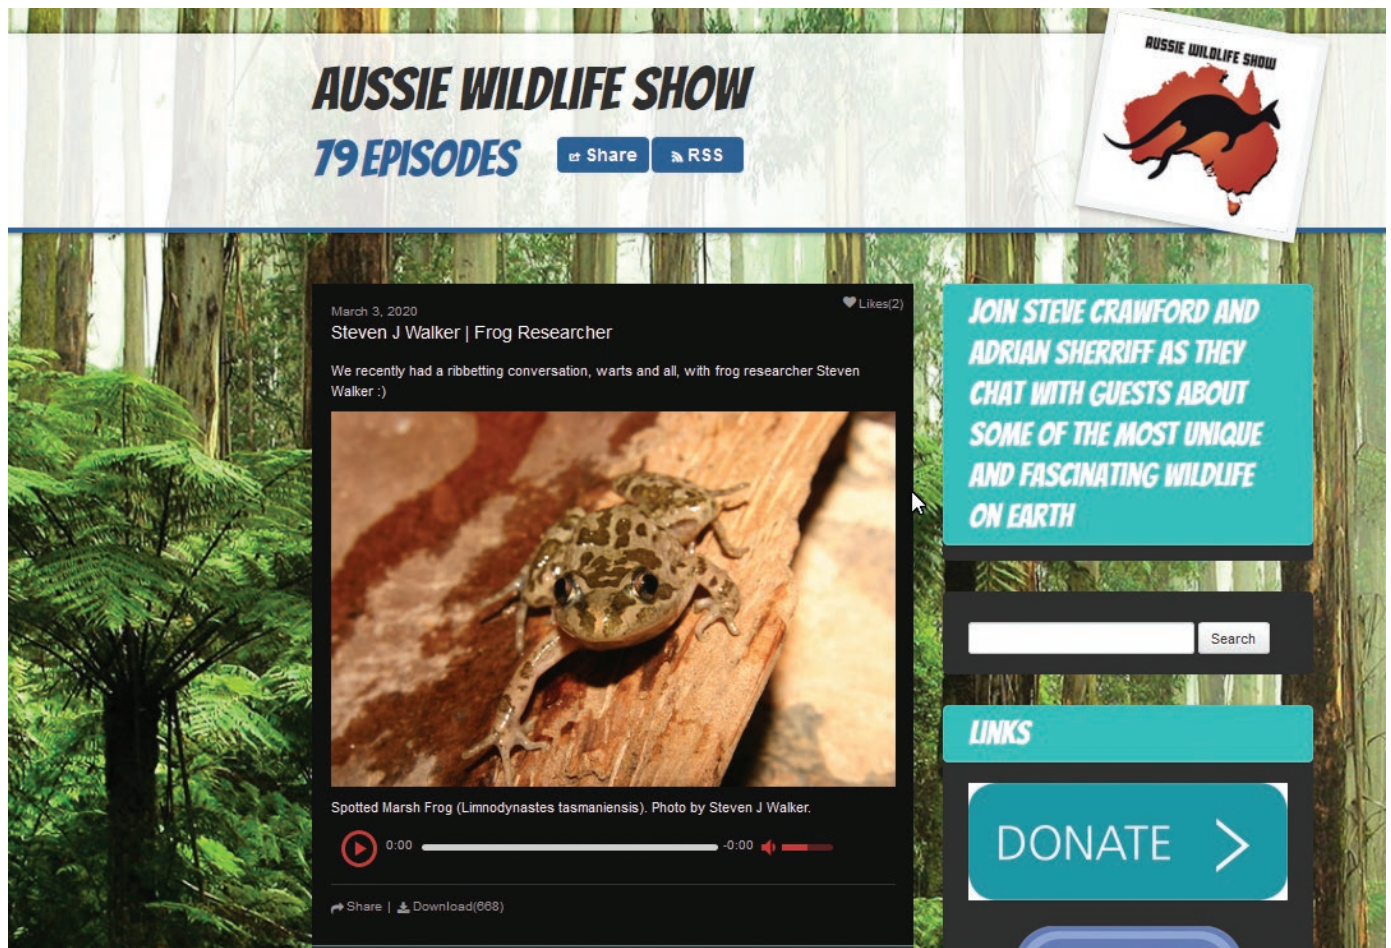 AUSSIE WILDLIFE SHOW
AUSSIE WILDLIFE SHOW
79 EPISODES
Share
RSS
March 3, 2020
Likes(2)
Steven J Walker | Frog Researcher
We recently had a ribbetting conversation, warts and all, with frog researcher Steven
Walker :)
Spotted Marsh Frog (Limnodynastes tasmaniensis). Photo by Steven J Walker.
0:00
-0:00
Share | Download(668)
JOIN STEVE CRAWFORD AND
ADRIAN SHERRIFF AS THEY
CHAT WITH GUESTS ABOUT
SOME OF THE MOST UNIQUE
AND FASCINATING WILDLIFE
ON EARTH
Search
LINKS
DONATE